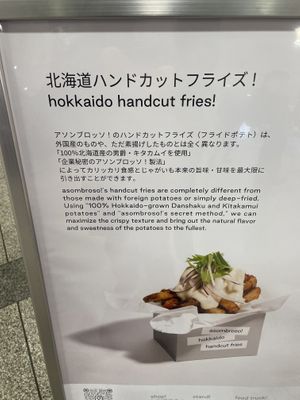 北海道ハンドカットフライズ！
hokkaido handcut fries!
アソンブロッソ！のハンドカットフライズ（フライドポテト）は、
外国産のものや、ただ素揚げしたものとは全く異なります。
「100％北海道産の男爵・キタカムイを使用」
「企業秘密のアソンブロッソ！製法」
によってカリッカリ食感とじゃがいも本来の旨味・甘味を最大限に
引き出すことができます。
asombroso!'s handcut fries are completely different from
those made with foreign potatoes or simply deep-fried.
Using "100% Hokkaido-grown Danshaku and Kitakamui
potatoes" and "asombroso!'s secret method," we can
maximize the crispy texture and bring out the natural flavor
and sweetness of the potatoes to the fullest.
asombroso!
hokkaido
handcut fries
shop! stand! food truck!